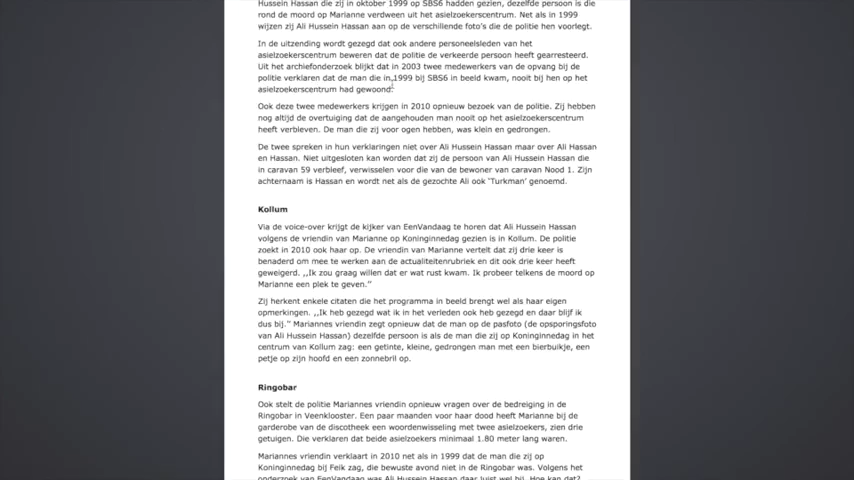 Hussein Hassan die zij in oktober 1999 op SBS6 hadden gezien, dezelfde persoon is die
rond de moord op Marianne verdween uit het asielzoekerscentrum. Net als in 1999
wijzen zij Ali Hussein Hassan aan op de verschillende foto's die de politie hen voorlegt.
In de uitzending wordt gezegd dat ook andere personeelsleden van het
asielzoekerscentrum beweren dat de politie de verkeerde persoon heeft gearresteerd.
Uit het archiefonderzoek blijkt dat in 2003 twee medewerkers van de opvang bij de
politie verklaren dat de man die in 1999 bij SBS6 in beeld kwam, nooit bij hen op het
asielzoekerscentrum had gewoond.
Ook deze twee medewerkers krijgen in 2010 opnieuw bezoek van de politie. Zij hebben
nog altijd de overtuiging dat de aangehouden man nooit op het asielzoekerscentrum
heeft verbleven. De man die zij voor ogen hebben, was klein en gedrongen.
De twee spreken in hun verklaringen niet over Ali Hussein Hassan maar over Ali Hassan
en Hassan. Niet uitgesloten kan worden dat zij de persoon van Ali Hussein Hassan die
in caravan 59 verbleef, verwisselen voor die van de bewoner van caravan Nood 1. Zijn
achternaam is Hassan en wordt net als de gezochte Ali ook 'Turkman' genoemd.
Kollum
Via de voice-over krijgt de kijker van EenVandaag te horen dat Ali Hussein Hassan
volgens de vriendin van Marianne op Koninginnedag gezien is in Kollum. De politie
zoekt in 2010 ook haar op. De vriendin van Marianne vertelt dat zij drie keer is
benaderd om mee te werken aan de actualiteitenrubriek en dit ook drie keer heeft
geweigerd. ,,Ik zou graag willen dat er wat rust kwam. Ik probeer telkens de moord op
Marianne een plek te geven."
Zij herkent enkele citaten die het programma in beeld brengt wel als haar eigen
opmerkingen. ,,Ik heb gezegd wat ik in het verleden ook heb gezegd en daar blijf ik
dus bij." Mariannes vriendin zegt opnieuw dat de man op de pasfoto (de opsporingsfoto
van Ali Hussein Hassan) dezelfde persoon is als de man die zij op Koninginnedag in het
centrum van Kollum zag: een getinte, kleine, gedrongen man met een bierbuikje, een
petje op zijn hoofd en een zonnebril op.
Ringobar
Ook stelt de politie Mariannes vriendin opnieuw vragen over de bedreiging in de
Ringobar in Veenklooster. Een paar maanden voor haar dood heeft Marianne bij de
garderobe van de discotheek een woordenwisseling met twee asielzoekers, zien drie
getuigen. Die verklaren dat beide asielzoekers minimaal 1.80 meter lang waren.
Mariannes vriendin verklaart in 2010 net als in 1999 dat de man die zij op
Koninginnedag bij Feik zag, die bewuste avond niet in de Ringobar was. Volgens het
onderzoek van EenVandaag was Ali Hussein Hassan daar juist wel bij. Hoe kan dat?